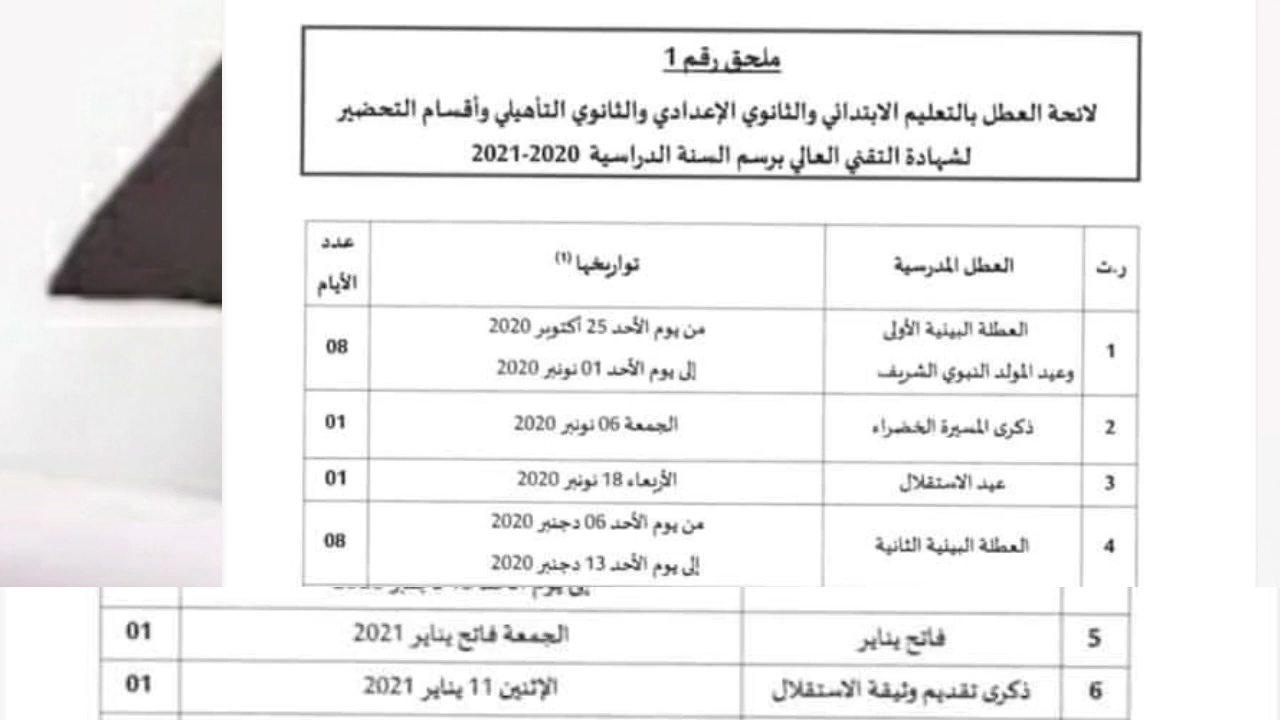 ملحق رقم 1
لائحة العطل بالتعليم الابتدائي والثانوي الإعدادي والثانوي التأهيلي وأقسام التحضير
لشهادة التقني العالي برسم السنة الدراسية 2020-2021
ر.ت العطل المدرسية تواريخها (1) عدد الأيام
1 العطلة البينية الأولى من يوم الأحد 25 أكتوبر 2020 08
وعيد المولد النبوي الشريف إلى يوم الأحد 01 نونبر 2020
2 ذكرى المسيرة الخضراء الجمعة 06 نونبر 2020 01
3 عيد الاستقلال الأربعاء 18 نونبر 2020 01
4 العطلة البينية الثانية من يوم الأحد 06 دجنبر 2020 08
إلى يوم الأحد 13 دجنبر 2020
5 فاتح يناير الجمعة فاتح يناير 2021 01
6 ذكرى تقديم وثيقة الاستقلال الإثنين 11 يناير 2021 01